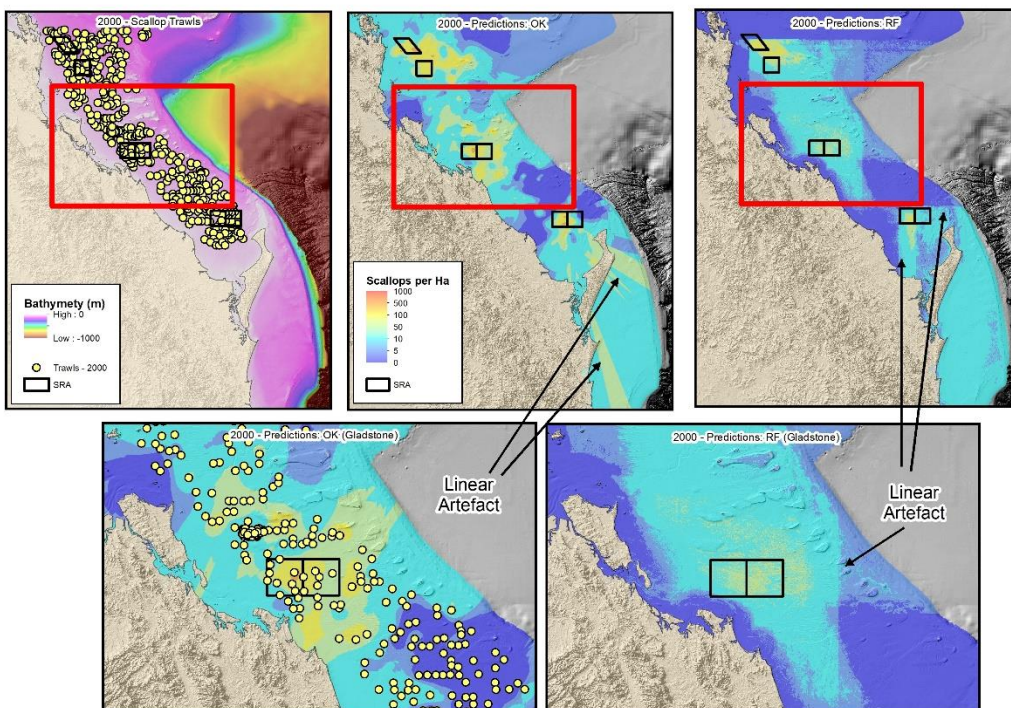 2000 - Scallop Trawls
Bathymety (m)
High : 0
Low : -1000
Trawls - 2000
SRA
2000 - Predictions: OK
Scallops per Ha
1000
500
100
50
10
5
0
SRA
2000 - Predictions: RF
2000 - Predictions: OK (Gladstone)
Linear
Artefact
2000 - Predictions: RF (Gladstone)
Linear
Artefact